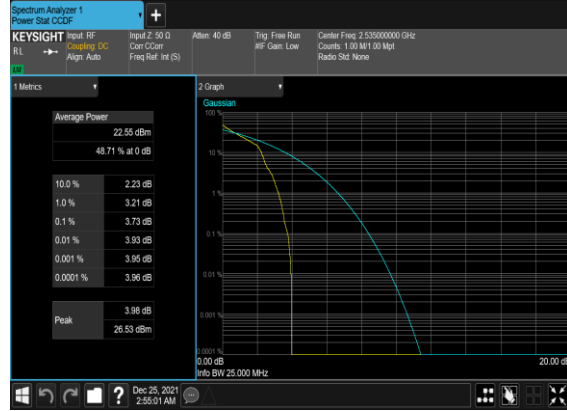 Spectrum Analyzer 1
Power Stat CCDF
KEYSIGHT
RL
Input: RF
Coupling: DC
Align: Auto
Input Z: 50 Ω
Corr CCorr
Freq Ref: Int (S)
Atten: 40 dB
Trig: Free Run
#IF Gain: Low
Center Freq: 2.535000000 GHz
Counts: 1.00 M/1.00 Mpt
Radio Std: None
1 Metrics
Average Power
22.55 dBm
48.71 % at 0 dB
10.0 % 2.23 dB
1.0 % 3.21 dB
0.1 % 3.73 dB
0.01 % 3.93 dB
0.001 % 3.95 dB
0.0001 % 3.96 dB
Peak
3.98 dB
26.53 dBm
2 Graph
Gaussian
100 %
10 %
1 %
0.1 %
0.01 %
0.001 %
0.0001 %
0.00 dB
20.00 dB
Info BW 25.000 MHz
?
Dec 25, 2021
2:55:01 AM